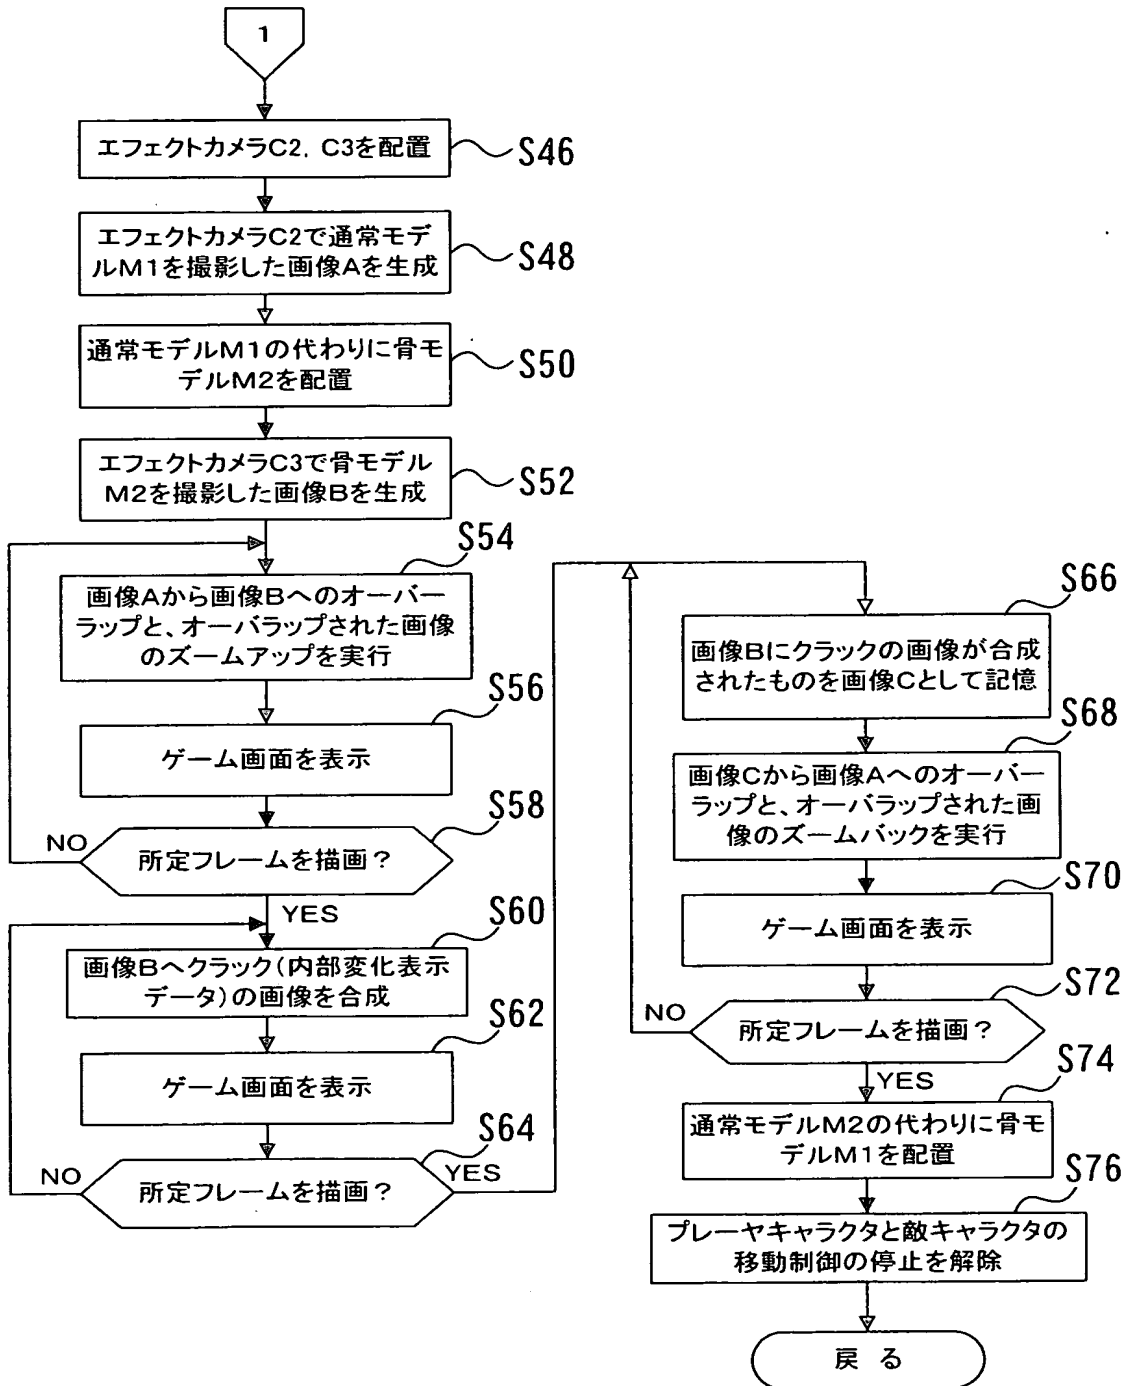 1
エフェクトカメラC2, C3を配置
S46
エフェクトカメラC2で通常モデ
ルM1を撮影した画像Aを生成
S48
通常モデルM1の代わりに骨モ
デルM2を配置
S50
エフェクトカメラC3で骨モデル
M2を撮影した画像Bを生成
S52
S54
画像Aから画像Bへのオーバー
ラップと、オーバラップされた画像
のズームアップを実行
S56
ゲーム画面を表示
S58
NO
所定フレームを描画？
YES
S60
画像Bへクラック（内部変化表示
データ）の画像を合成
S62
ゲーム画面を表示
S64
NO
所定フレームを描画？
YES
S66
画像Bにクラックの画像が合成
されたものを画像Cとして記憶
S68
画像Cから画像Aへのオーバー
ラップと、オーバラップされた画
像のズームバックを実行
S70
ゲーム画面を表示
S72
NO
所定フレームを描画？
YES
S74
通常モデルM2の代わりに骨モ
デルM1を配置
S76
プレーヤキャラクタと敵キャラクタの
移動制御の停止を解除
戻る